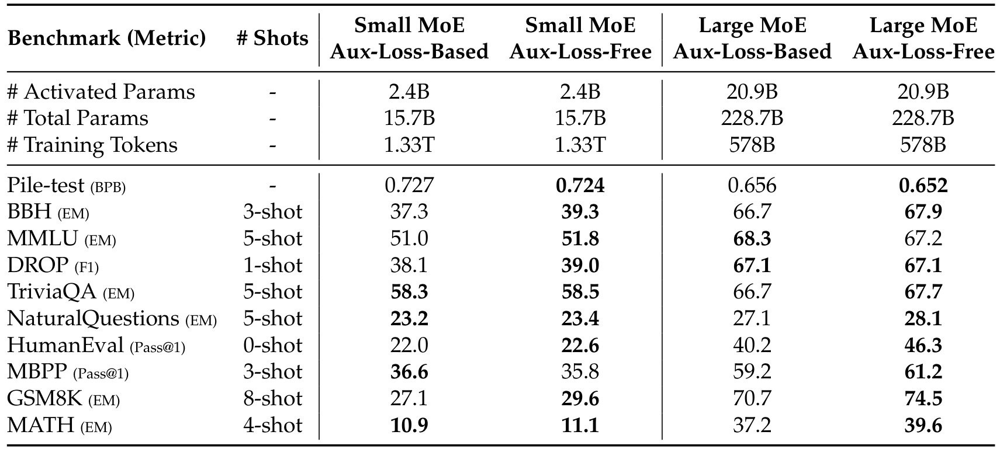 Benchmark (Metric) # Shots Small MoE Aux-Loss-Based Small MoE Aux-Loss-Free Large MoE Aux-Loss-Based Large MoE Aux-Loss-Free
# Activated Params - 2.4B 2.4B 20.9B 20.9B
# Total Params - 15.7B 15.7B 228.7B 228.7B
# Training Tokens - 1.33T 1.33T 578B 578B
Pile-test (BPB) - 0.727 0.724 0.656 0.652
BBH (EM) 3-shot 37.3 39.3 66.7 67.9
MMLU (EM) 5-shot 51.0 51.8 68.3 67.2
DROP (F1) 1-shot 38.1 39.0 67.1 67.1
TriviaQA (EM) 5-shot 58.3 58.5 66.7 67.7
NaturalQuestions (EM) 5-shot 23.2 23.4 27.1 28.1
HumanEval (Pass@1) 0-shot 22.0 22.6 40.2 46.3
MBPP (Pass@1) 3-shot 36.6 35.8 59.2 61.2
GSM8K (EM) 8-shot 27.1 29.6 70.7 74.5
MATH (EM) 4-shot 10.9 11.1 37.2 39.6